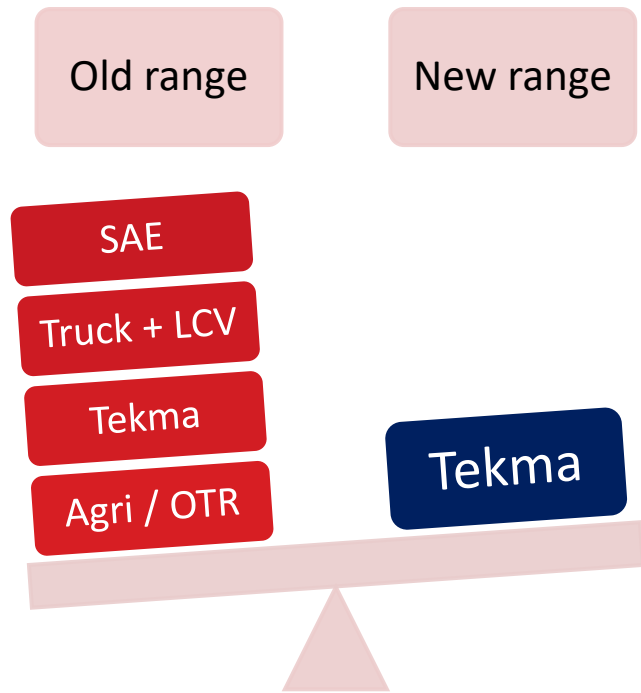 Old range
New range
SAE
Truck + LCV
Tekma
Agri / OTR
Tekma